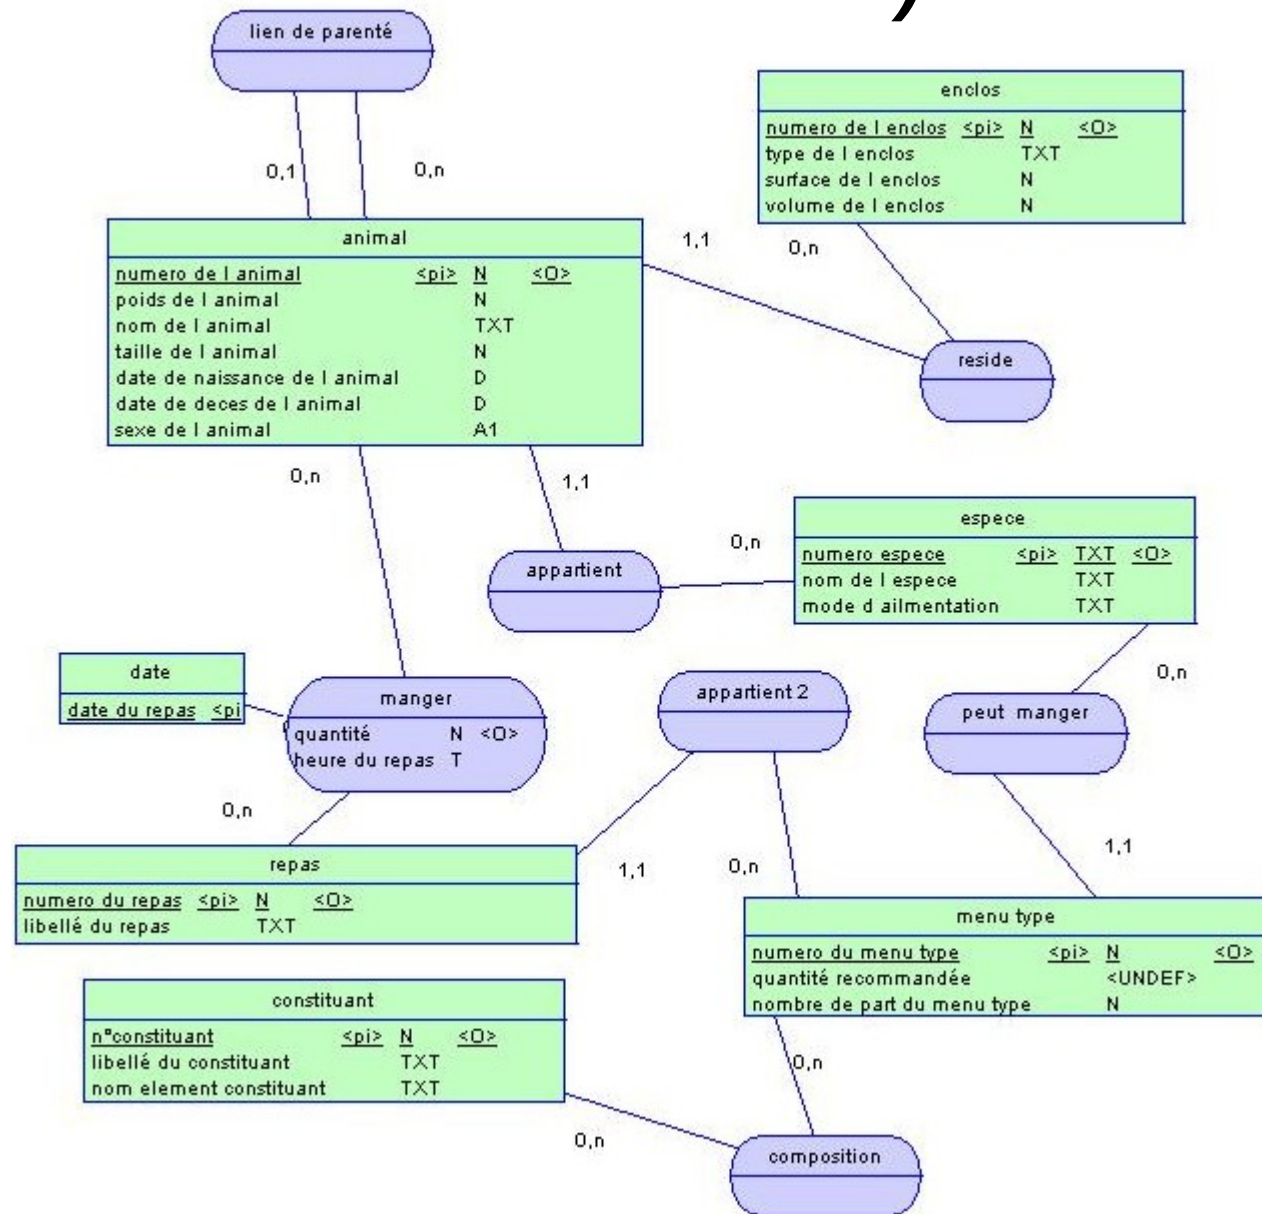 )
lien de parenté
0,1
0,n
enclos
numero de l enclos <pi> N <O>
type de l enclos TXT
surface de l enclos N
volume de l enclos N
animal
numero de l animal <pi> N <O>
poids de l animal N
nom de l animal TXT
taille de l animal N
date de naissance de l animal D
date de deces de l animal D
sexe de l animal A1
1,1
0,n
reside
0,n
1,1
appartient
0,n
espece
numero espece <pi> TXT <O>
nom de l espece TXT
mode d ailmentation TXT
date
date du repas <pi
manger
quantité N <O>
heure du repas T
appartient 2
0,n
peut manger
0,n
1,1
0,n
1,1
repas
numero du repas <pi> N <O>
libellé du repas TXT
menu type
numero du menu type <pi> N <O>
quantité recommandée <UNDEF>
nombre de part du menu type N
constituant
n°constituant <pi> N <O>
libellé du constituant TXT
nom element constituant TXT
0,n
0,n
composition